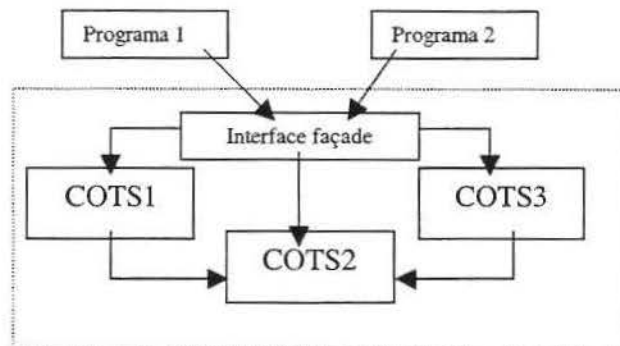 Programa 1
Programa 2
Interface façade
COTS1
COTS3
COTS2